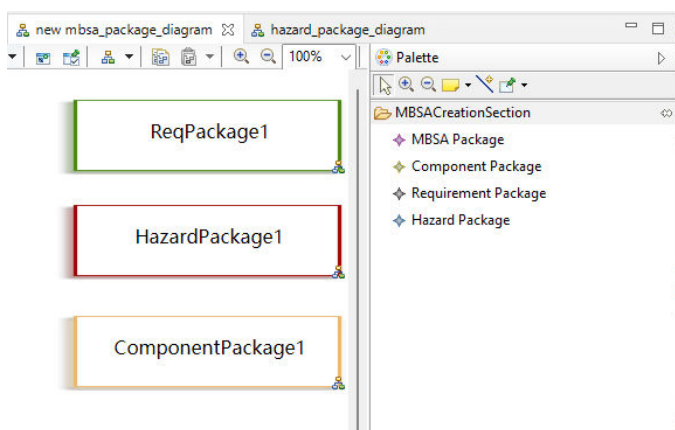 new mbsa_package_diagram
hazard_package_diagram
100%
Palette
ReqPackage1
HazardPackage1
ComponentPackage1
MBSACreationSection
MBSA Package
Component Package
Requirement Package
Hazard Package